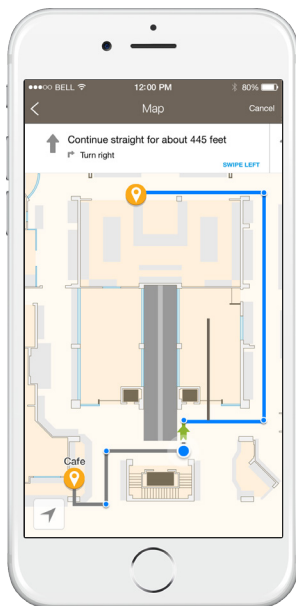 ●●●○○ BELL 12:00 PM 80%
Map
Cancel
Continue straight for about 445 feet
Turn right
SWIPE LEFT
Cafe